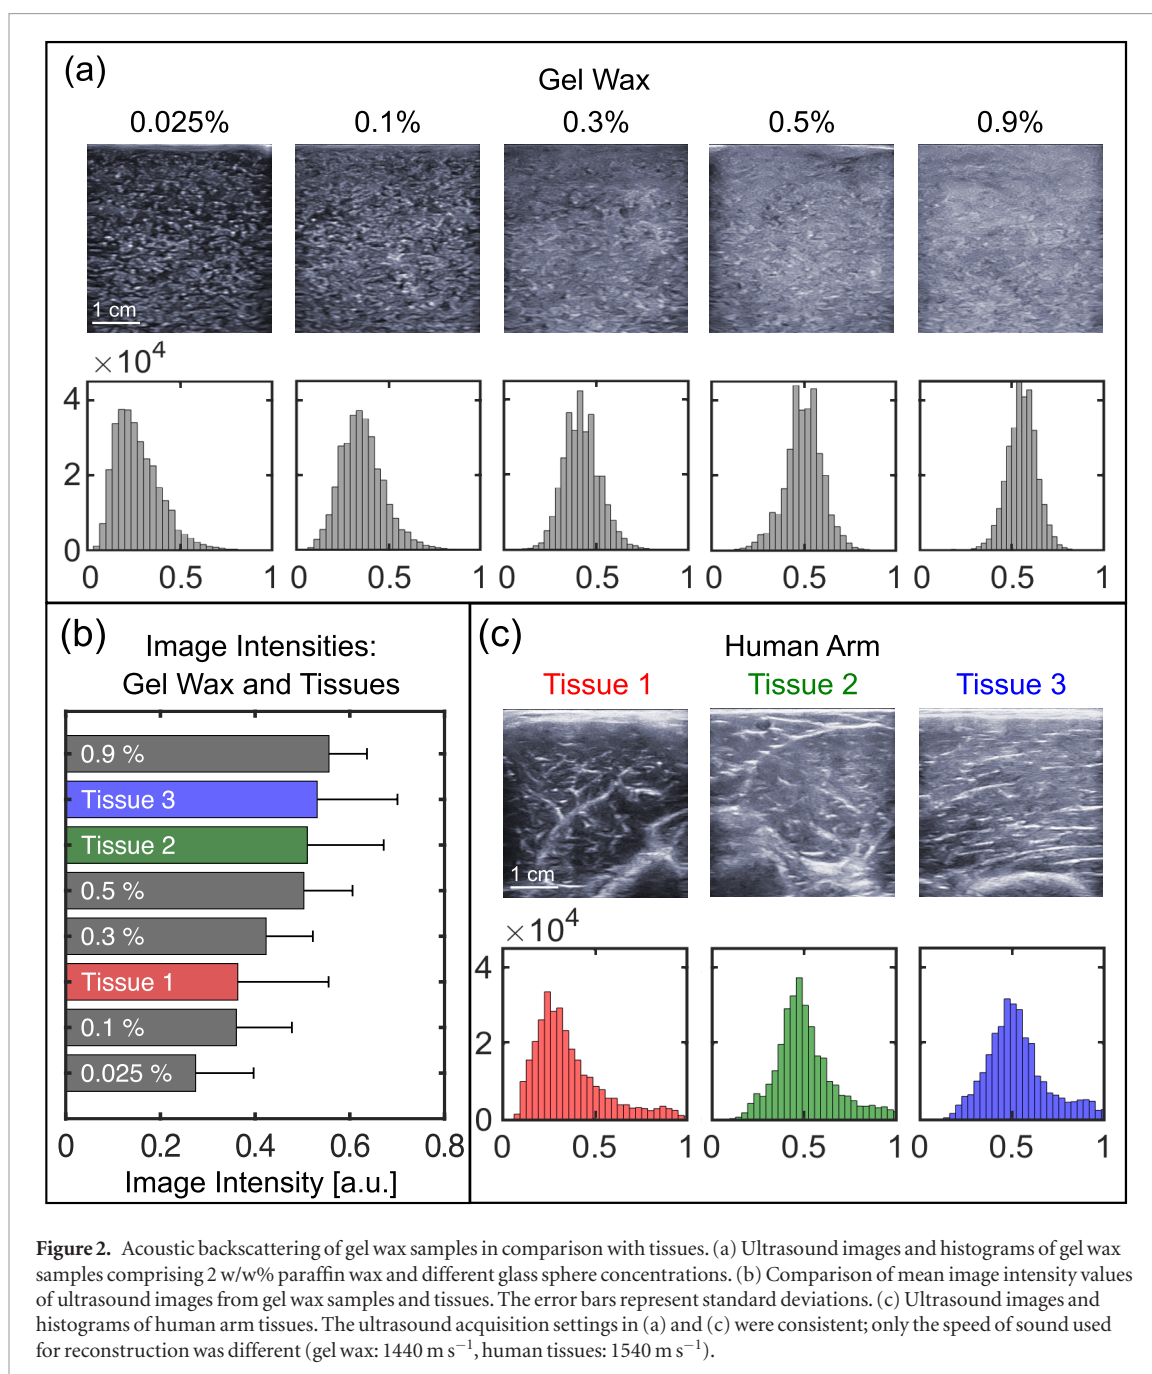 (a)
Gel Wax
0.025% 0.1% 0.3% 0.5% 0.9%
1 cm
×10⁴
4
2
0
0 0.5 1 0 0.5 1 0 0.5 1 0 0.5 1 0 0.5 1
(b)
Image Intensities:
Gel Wax and Tissues
0.9 %
Tissue 3
Tissue 2
0.5 %
0.3 %
Tissue 1
0.1 %
0.025 %
0 0.2 0.4 0.6 0.8
Image Intensity [a.u.]
(c)
Human Arm
Tissue 1 Tissue 2 Tissue 3
1 cm
×10⁴
4
2
0
0 0.5 1 0 0.5 1 0 0.5 1
Figure 2. Acoustic backscattering of gel wax samples in comparison with tissues. (a) Ultrasound images and histograms of gel wax
samples comprising 2 w/w% paraffin wax and different glass sphere concentrations. (b) Comparison of mean image intensity values
of ultrasound images from gel wax samples and tissues. The error bars represent standard deviations. (c) Ultrasound images and
histograms of human arm tissues. The ultrasound acquisition settings in (a) and (c) were consistent; only the speed of sound used
for reconstruction was different (gel wax: 1440 m s⁻¹, human tissues: 1540 m s⁻¹).